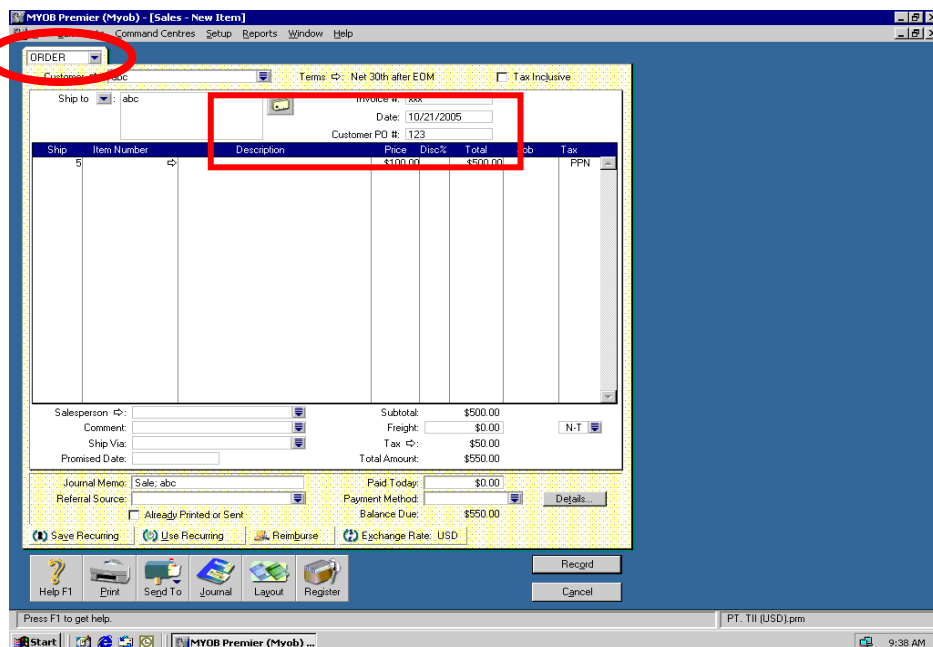 MYOB Premier (Myob) - [Sales - New Item]
Command Centres Setup Reports Window Help
ORDER
Customer abc Terms : Net 30th after EOM Tax Inclusive
Ship to : abc Invoice #: xxx
Date: 10/21/2005
Customer PO #: 123
Ship Item Number Description Price Disc% Total Job Tax
5 $100.00 $500.00 PPN
Salesperson : Subtotal: $500.00
Comment: Freight: $0.00 N-T
Ship Via: Tax : $50.00
Promised Date: Total Amount: $550.00
Journal Memo: Sale; abc Paid Today: $0.00
Referral Source: Payment Method: Details...
Already Printed or Sent Balance Due: $550.00
Save Recurring Use Recurring Reimburse Exchange Rate: USD
Help F1 Print Send To Journal Layout Register
Record
Cancel
Press F1 to get help. PT. TII (USD).prm
Start MYOB Premier (Myob) ... 9:38 AM